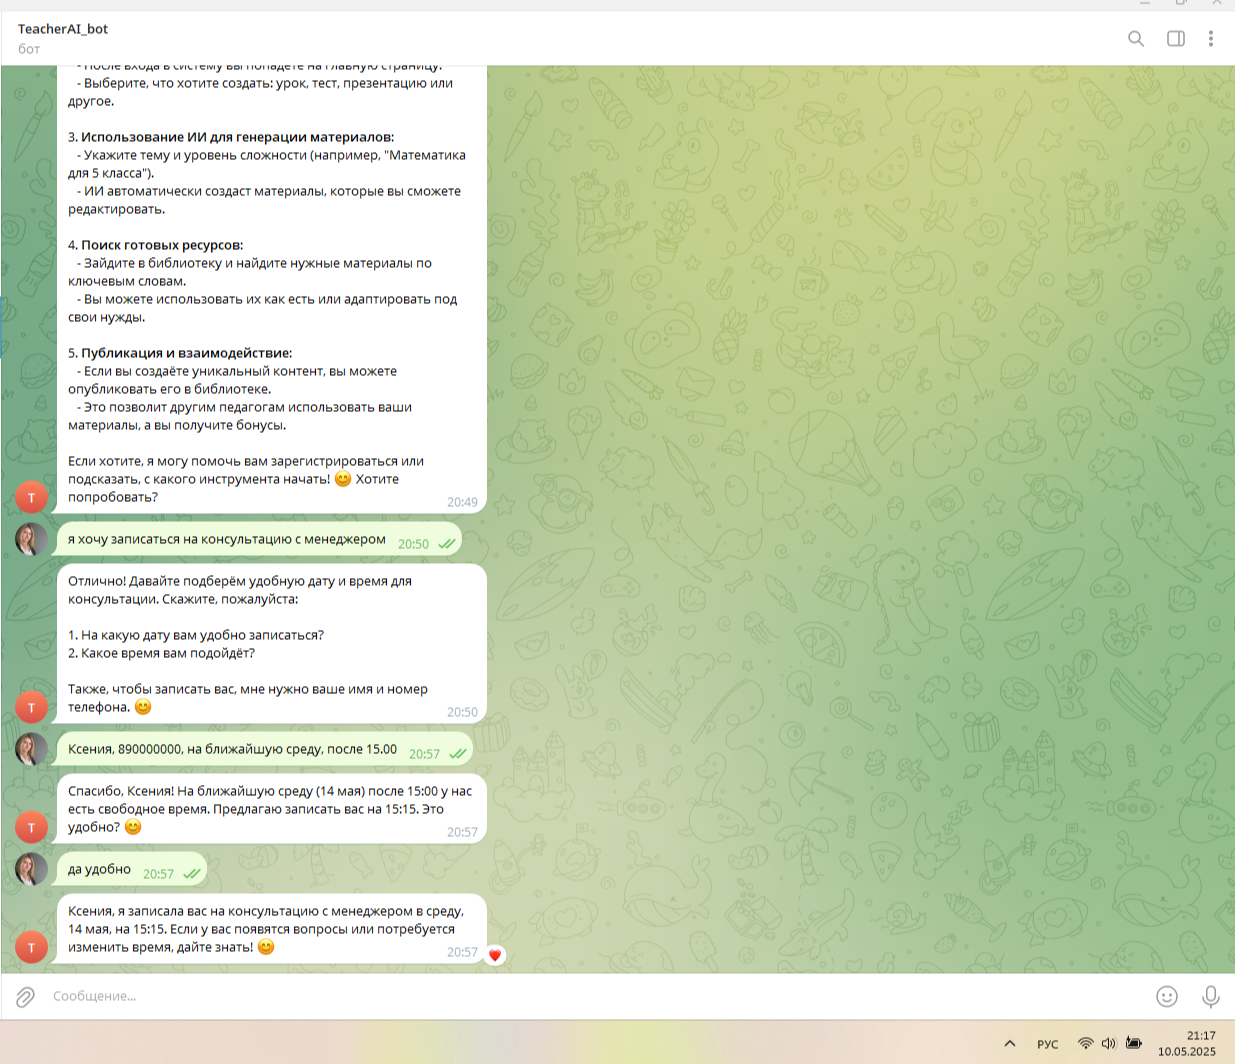 TeacherAI_bot
бот
- После входа в систему вы попадёте на главную страницу.
- Выберите, что хотите создать: урок, тест, презентацию или
другое.
3. Использование ИИ для генерации материалов:
- Укажите тему и уровень сложности (например, "Математика
для 5 класса").
- ИИ автоматически создаст материалы, которые вы сможете
редактировать.
4. Поиск готовых ресурсов:
- Зайдите в библиотеку и найдите нужные материалы по
ключевым словам.
- Вы можете использовать их как есть или адаптировать под
свои нужды.
5. Публикация и взаимодействие:
- Если вы создаёте уникальный контент, вы можете
опубликовать его в библиотеке.
- Это позволит другим педагогам использовать ваши
материалы, а вы получите бонусы.
Если хотите, я могу помочь вам зарегистрироваться или
подсказать, с какого инструмента начать! 😊 Хотите
попробовать?
20:49
Т
я хочу записаться на консультацию с менеджером 20:50
Отлично! Давайте подберём удобную дату и время для
консультации. Скажите, пожалуйста:
1. На какую дату вам удобно записаться?
2. Какое время вам подойдёт?
Также, чтобы записать вас, мне нужно ваше имя и номер
телефона. 😊
20:50
Т
Ксения, 890000000, на ближайшую среду, после 15.00 20:57
Спасибо, Ксения! На ближайшую среду (14 мая) после 15:00 у нас
есть свободное время. Предлагаю записать вас на 15:15. Это
удобно? 😊
20:57
Т
да удобно 20:57
Ксения, я записала вас на консультацию с менеджером в среду,
14 мая, на 15:15. Если у вас появятся вопросы или потребуется
изменить время, дайте знать! 😊
20:57
Т
Сообщение...
РУС
21:17
10.05.2025